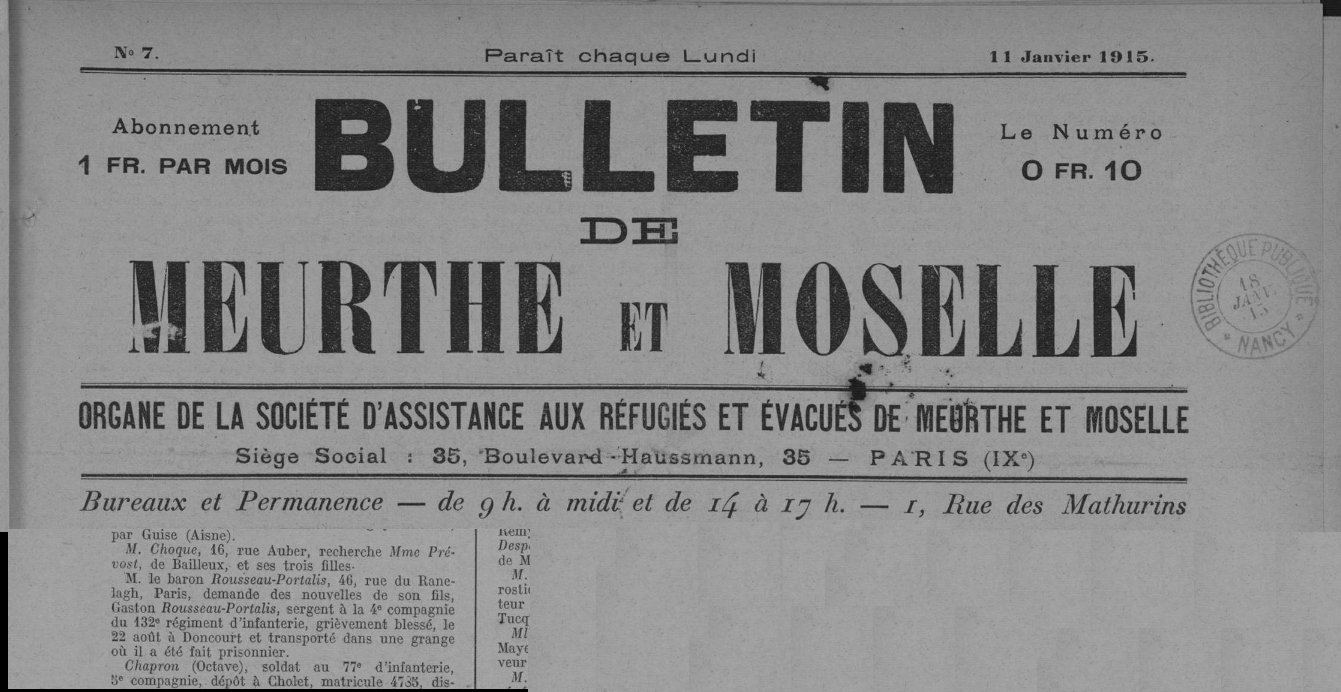 No 7.
Paraît chaque Lundi
11 Janvier 1915.
Abonnement
1 FR. PAR MOIS
BULLETIN
Le Numéro
0 FR. 10
DE
MEURTHE ET MOSELLE
BIBLIOTHÈQUE PUBLIQUE
18
JANV.
15
* NANCY *
ORGANE DE LA SOCIÉTÉ D'ASSISTANCE AUX RÉFUGIÉS ET ÉVACUÉS DE MEURTHE ET MOSELLE
Siège Social : 35, Boulevard Haussmann, 35 — PARIS (IXe)
Bureaux et Permanence — de 9 h. à midi et de 14 à 17 h. — 1, Rue des Mathurins
par Guise (Aisne).
M. Choque, 16, rue Auber, recherche Mme Pré-
vost, de Bailleux, et ses trois filles.
M. le baron Rousseau-Portalis, 46, rue du Rane-
lagh, Paris, demande des nouvelles de son fils,
Gaston Rousseau-Portalis, sergent à la 4e compagnie
du 132e régiment d'infanterie, grièvement blessé, le
22 août à Doncourt et transporté dans une grange
où il a été fait prisonnier.
Chapron (Octave), soldat au 77e d'infanterie,
5e compagnie, dépôt à Cholet, matricule 4735, dis-
Desp
de M
M.
rosti
teur
Tucq
Ml
Maye
veur
M.